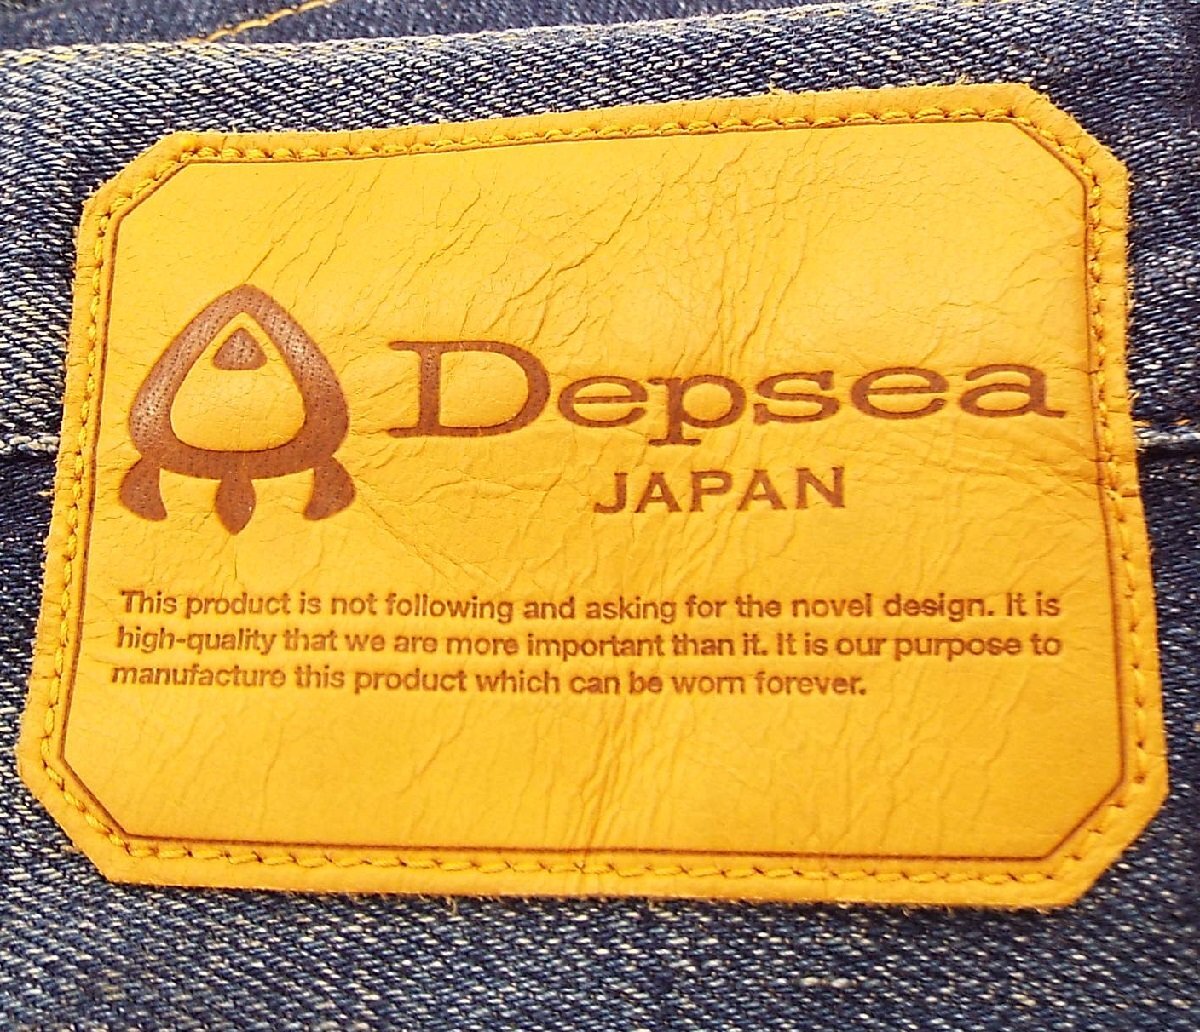 Depsea
JAPAN
This product is not following and asking for the novel design. It is
high-quality that we are more important than it. It is our purpose to
manufacture this product which can be worn forever.